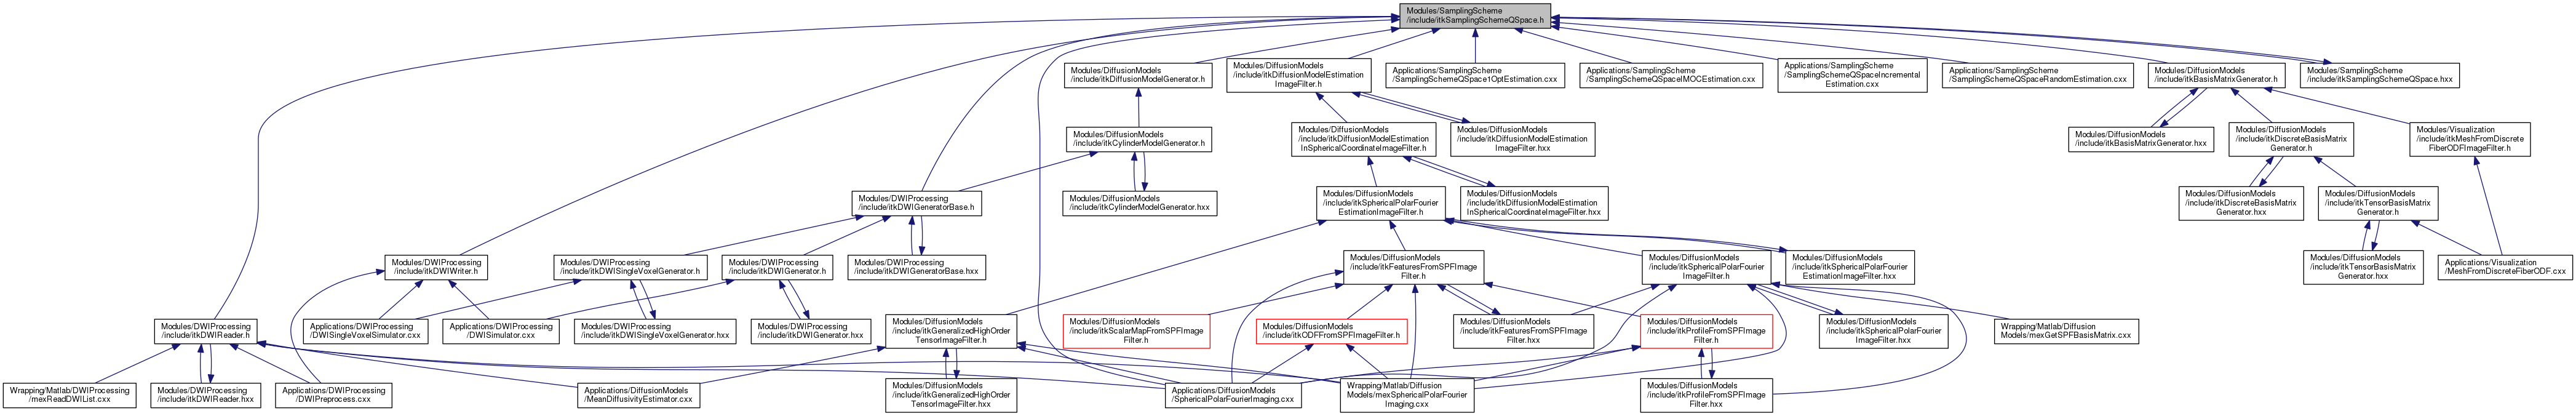 Modules/SamplingScheme
/include/itkSamplingSchemeQSpace.h
Modules/DiffusionModels
/include/itkDiffusionModelGenerator.h
Modules/DiffusionModels
/include/itkDiffusionModelEstimation
ImageFilter.h
Applications/SamplingScheme
/SamplingSchemeQSpace1OptEstimation.cxx
Applications/SamplingScheme
/SamplingSchemeQSpaceIMOCEstimation.cxx
Applications/SamplingScheme
/SamplingSchemeQSpaceIncremental
Estimation.cxx
Applications/SamplingScheme
/SamplingSchemeQSpaceRandomEstimation.cxx
Modules/DiffusionModels
/include/itkBasisMatrixGenerator.h
Modules/SamplingScheme
/include/itkSamplingSchemeQSpace.hxx
Modules/DiffusionModels
/include/itkCylinderModelGenerator.h
Modules/DiffusionModels
/include/itkDiffusionModelEstimation
InSphericalCoordinateImageFilter.h
Modules/DiffusionModels
/include/itkDiffusionModelEstimation
ImageFilter.hxx
Modules/DiffusionModels
/include/itkBasisMatrixGenerator.hxx
Modules/DiffusionModels
/include/itkDiscreteBasisMatrix
Generator.h
Modules/Visualization
/include/itkMeshFromDiscrete
FiberODFImageFilter.h
Modules/DWIProcessing
/include/itkDWIGeneratorBase.h
Modules/DiffusionModels
/include/itkCylinderModelGenerator.hxx
Modules/DiffusionModels
/include/itkSphericalPolarFourier
EstimationImageFilter.h
Modules/DiffusionModels
/include/itkDiffusionModelEstimation
InSphericalCoordinateImageFilter.hxx
Modules/DiffusionModels
/include/itkDiscreteBasisMatrix
Generator.hxx
Modules/DiffusionModels
/include/itkTensorBasisMatrix
Generator.h
Modules/DWIProcessing
/include/itkDWIWriter.h
Modules/DWIProcessing
/include/itkDWISingleVoxelGenerator.h
Modules/DWIProcessing
/include/itkDWIGenerator.h
Modules/DWIProcessing
/include/itkDWIGeneratorBase.hxx
Modules/DiffusionModels
/include/itkFeaturesFromSPFImage
Filter.h
Modules/DiffusionModels
/include/itkSphericalPolarFourier
ImageFilter.h
Modules/DiffusionModels
/include/itkSphericalPolarFourier
EstimationImageFilter.hxx
Modules/DiffusionModels
/include/itkTensorBasisMatrix
Generator.hxx
Applications/Visualization
/MeshFromDiscreteFiberODF.cxx
Modules/DWIProcessing
/include/itkDWIReader.h
Applications/DWIProcessing
/DWISingleVoxelSimulator.cxx
Applications/DWIProcessing
/DWISimulator.cxx
Modules/DWIProcessing
/include/itkDWISingleVoxelGenerator.hxx
Modules/DWIProcessing
/include/itkDWIGenerator.hxx
Modules/DiffusionModels
/include/itkGeneralizedHighOrder
TensorImageFilter.h
Modules/DiffusionModels
/include/itkScalarMapFromSPFImage
Filter.h
Modules/DiffusionModels
/include/itkODFFromSPFImageFilter.h
Modules/DiffusionModels
/include/itkFeaturesFromSPFImage
Filter.hxx
Modules/DiffusionModels
/include/itkProfileFromSPFImage
Filter.h
Modules/DiffusionModels
/include/itkSphericalPolarFourier
ImageFilter.hxx
Wrapping/Matlab/Diffusion
Models/mexGetSPFBasisMatrix.cxx
Wrapping/Matlab/DWIProcessing
/mexReadDWIList.cxx
Modules/DWIProcessing
/include/itkDWIReader.hxx
Applications/DWIProcessing
/DWIPreprocess.cxx
Applications/DiffusionModels
/MeanDiffusivityEstimator.cxx
Modules/DiffusionModels
/include/itkGeneralizedHighOrder
TensorImageFilter.hxx
Applications/DiffusionModels
/SphericalPolarFourierImaging.cxx
Wrapping/Matlab/Diffusion
Models/mexSphericalPolarFourier
Imaging.cxx
Modules/DiffusionModels
/include/itkProfileFromSPFImage
Filter.hxx